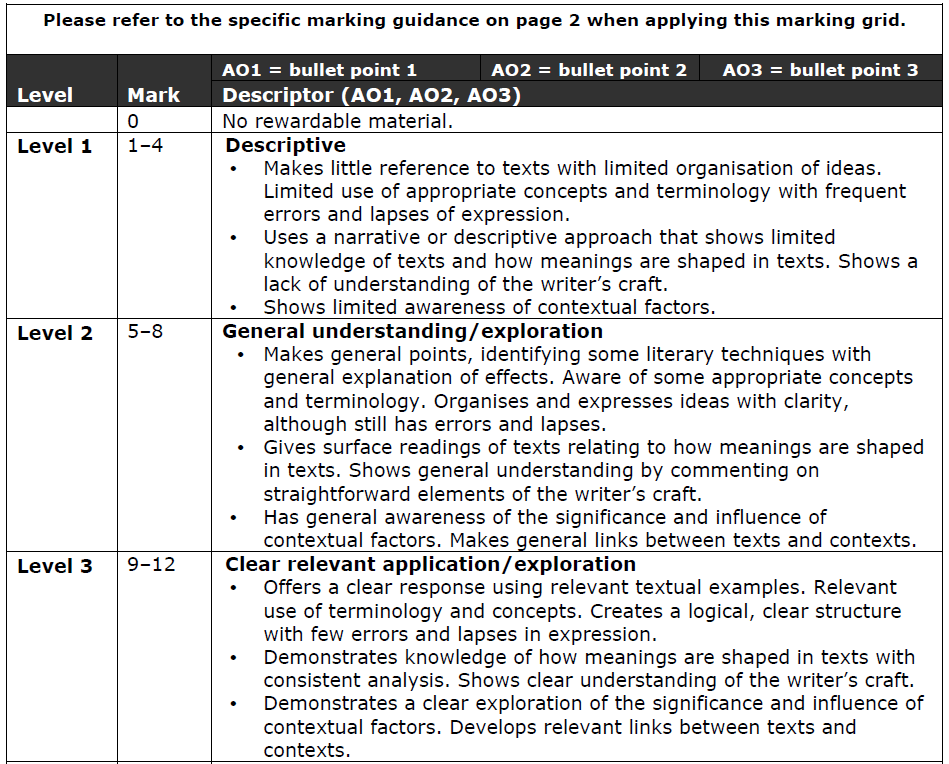 Please refer to the specific marking guidance on page 2 when applying this marking grid.
AO1 = bullet point 1 AO2 = bullet point 2 AO3 = bullet point 3
Level Mark Descriptor (AO1, AO2, AO3)
0 No rewardable material.
Level 1 1–4 Descriptive
• Makes little reference to texts with limited organisation of ideas.
Limited use of appropriate concepts and terminology with frequent
errors and lapses of expression.
• Uses a narrative or descriptive approach that shows limited
knowledge of texts and how meanings are shaped in texts. Shows a
lack of understanding of the writer’s craft.
• Shows limited awareness of contextual factors.
Level 2 5–8 General understanding/exploration
• Makes general points, identifying some literary techniques with
general explanation of effects. Aware of some appropriate concepts
and terminology. Organises and expresses ideas with clarity,
although still has errors and lapses.
• Gives surface readings of texts relating to how meanings are shaped
in texts. Shows general understanding by commenting on
straightforward elements of the writer’s craft.
• Has general awareness of the significance and influence of
contextual factors. Makes general links between texts and contexts.
Level 3 9–12 Clear relevant application/exploration
• Offers a clear response using relevant textual examples. Relevant
use of terminology and concepts. Creates a logical, clear structure
with few errors and lapses in expression.
• Demonstrates knowledge of how meanings are shaped in texts with
consistent analysis. Shows clear understanding of the writer’s craft.
• Demonstrates a clear exploration of the significance and influence of
contextual factors. Develops relevant links between texts and
contexts.